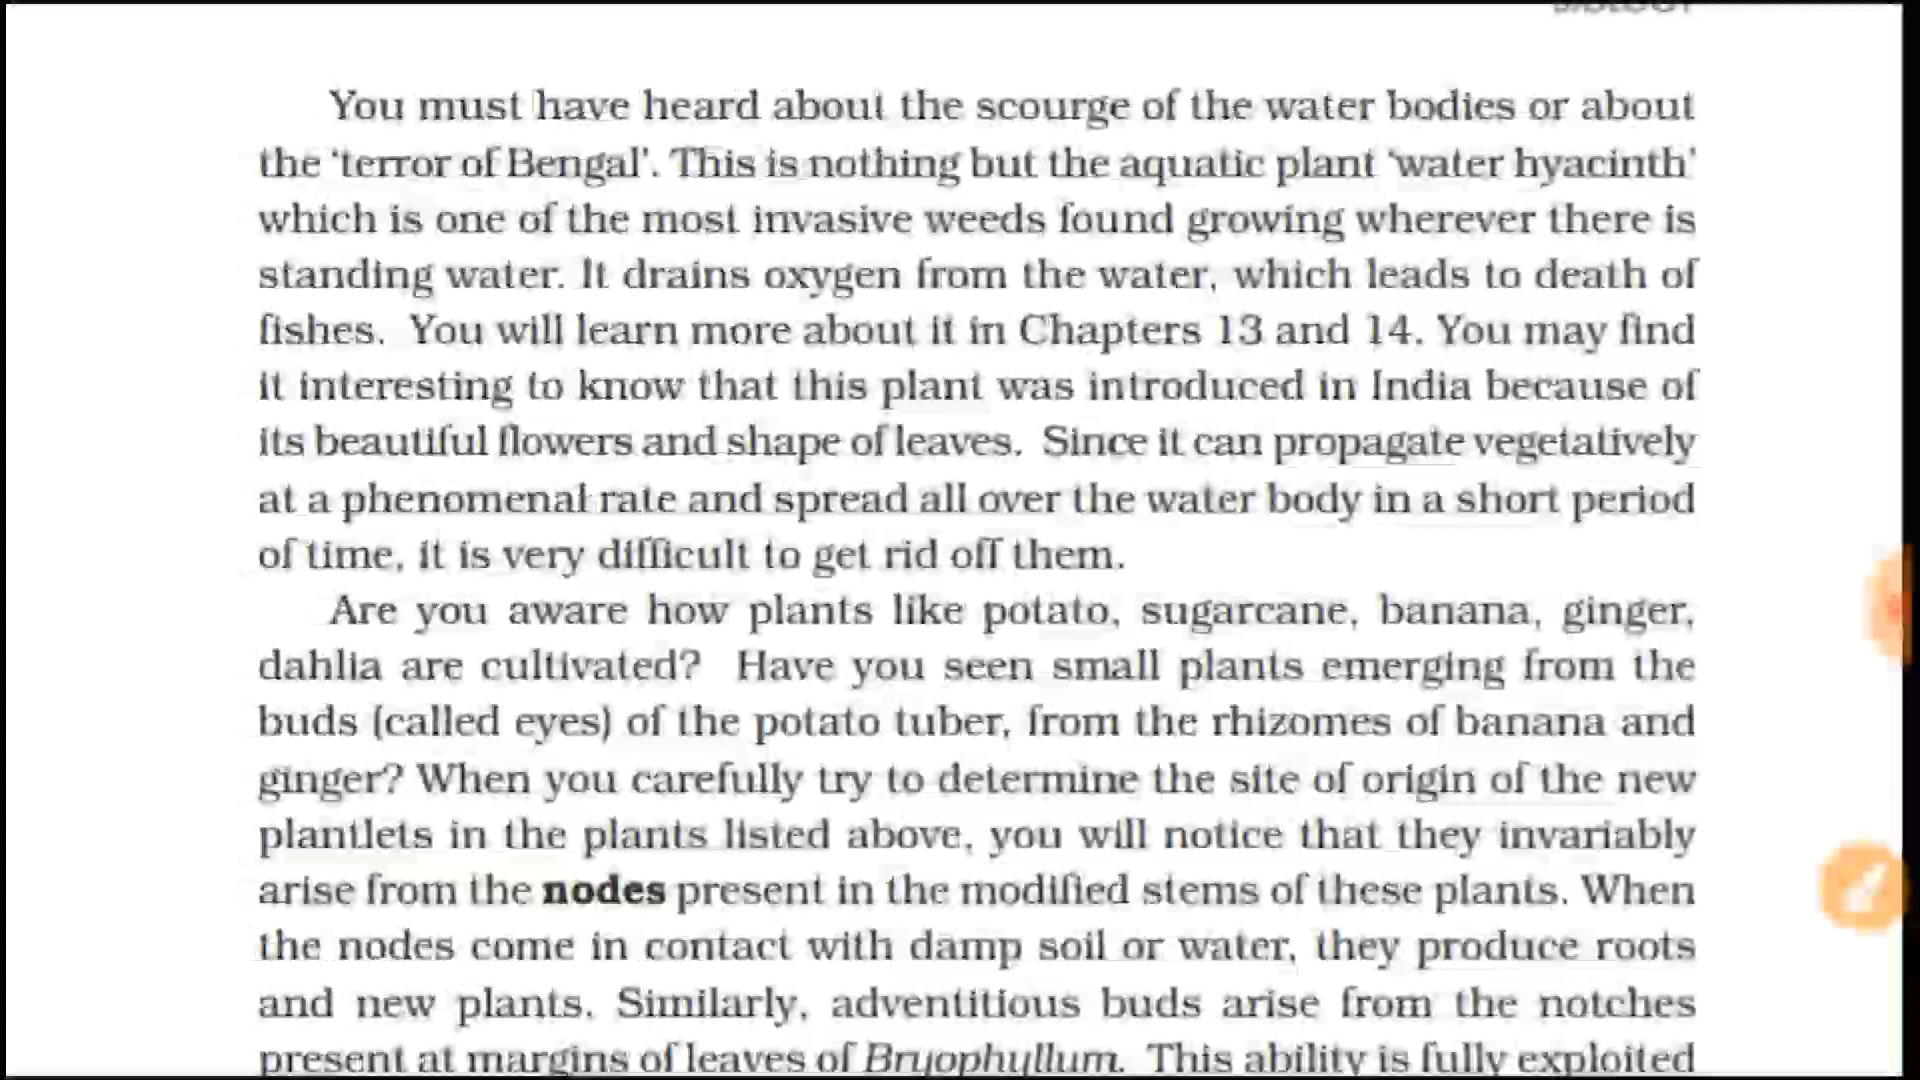 BIOLOGY
You must have heard about the scourge of the water bodies or about
the ‘terror of Bengal’. This is nothing but the aquatic plant ‘water hyacinth’
which is one of the most invasive weeds found growing wherever there is
standing water. It drains oxygen from the water, which leads to death of
fishes. You will learn more about it in Chapters 13 and 14. You may find
it interesting to know that this plant was introduced in India because of
its beautiful flowers and shape of leaves. Since it can propagate vegetatively
at a phenomenal rate and spread all over the water body in a short period
of time, it is very difficult to get rid off them.
Are you aware how plants like potato, sugarcane, banana, ginger,
dahlia are cultivated? Have you seen small plants emerging from the
buds (called eyes) of the potato tuber, from the rhizomes of banana and
ginger? When you carefully try to determine the site of origin of the new
plantlets in the plants listed above, you will notice that they invariably
arise from the nodes present in the modified stems of these plants. When
the nodes come in contact with damp soil or water, they produce roots
and new plants. Similarly, adventitious buds arise from the notches
present at margins of leaves of Bryophyllum. This ability is fully exploited